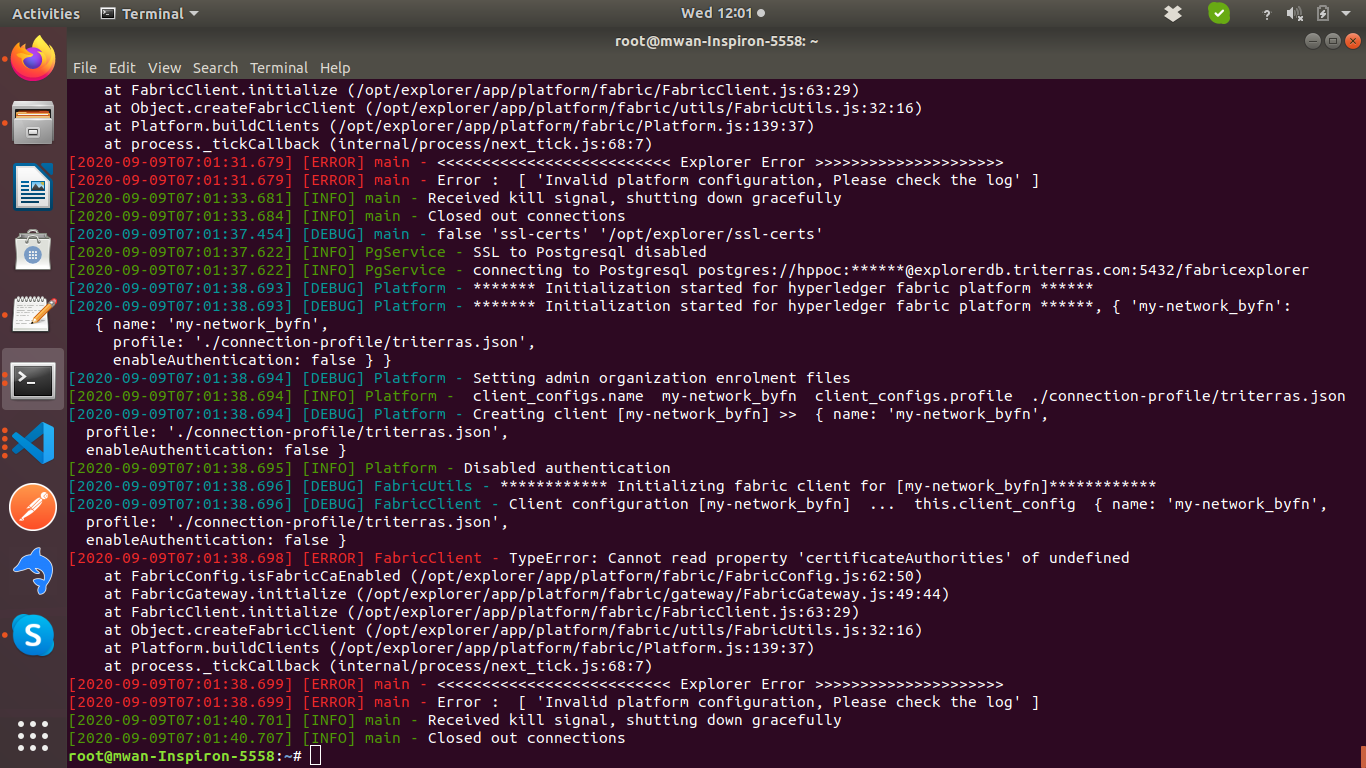 Activities Terminal Wed 12:01 ?
root@mwan-Inspiron-5558: ~
File Edit View Search Terminal Help
    at FabricClient.initialize (/opt/explorer/app/platform/fabric/FabricClient.js:63:29)
    at Object.createFabricClient (/opt/explorer/app/platform/fabric/utils/FabricUtils.js:32:16)
    at Platform.buildClients (/opt/explorer/app/platform/fabric/Platform.js:139:37)
    at process._tickCallback (internal/process/next_tick.js:68:7)
[2020-09-09T07:01:31.679] [ERROR] main - <<<<<<<<<<<<<<<<<<<<<<<<<< Explorer Error >>>>>>>>>>>>>>>>>>>>>
[2020-09-09T07:01:31.679] [ERROR] main - Error :  [ 'Invalid platform configuration, Please check the log' ]
[2020-09-09T07:01:33.681] [INFO] main - Received kill signal, shutting down gracefully
[2020-09-09T07:01:33.684] [INFO] main - Closed out connections
[2020-09-09T07:01:37.454] [DEBUG] main - false 'ssl-certs' '/opt/explorer/ssl-certs'
[2020-09-09T07:01:37.622] [INFO] PgService - SSL to Postgresql disabled
[2020-09-09T07:01:37.622] [INFO] PgService - connecting to Postgresql postgres://hppoc:******@explorerdb.triterras.com:5432/fabricexplorer
[2020-09-09T07:01:38.693] [DEBUG] Platform - ******* Initialization started for hyperledger fabric platform ******
[2020-09-09T07:01:38.693] [DEBUG] Platform - ******* Initialization started for hyperledger fabric platform ******, { 'my-network_byfn':
   { name: 'my-network_byfn',
     profile: './connection-profile/triterras.json',
     enableAuthentication: false } }
[2020-09-09T07:01:38.694] [DEBUG] Platform - Setting admin organization enrolment files
[2020-09-09T07:01:38.694] [INFO] Platform -  client_configs.name  my-network_byfn  client_configs.profile  ./connection-profile/triterras.json
[2020-09-09T07:01:38.694] [DEBUG] Platform - Creating client [my-network_byfn] >>  { name: 'my-network_byfn',
  profile: './connection-profile/triterras.json',
  enableAuthentication: false }
[2020-09-09T07:01:38.695] [INFO] Platform - Disabled authentication
[2020-09-09T07:01:38.696] [DEBUG] FabricUtils - ************ Initializing fabric client for [my-network_byfn]************
[2020-09-09T07:01:38.696] [DEBUG] FabricClient - Client configuration [my-network_byfn]  ...  this.client_config  { name: 'my-network_byfn',
  profile: './connection-profile/triterras.json',
  enableAuthentication: false }
[2020-09-09T07:01:38.698] [ERROR] FabricClient - TypeError: Cannot read property 'certificateAuthorities' of undefined
    at FabricConfig.isFabricCaEnabled (/opt/explorer/app/platform/fabric/FabricConfig.js:62:50)
    at FabricGateway.initialize (/opt/explorer/app/platform/fabric/gateway/FabricGateway.js:49:44)
    at FabricClient.initialize (/opt/explorer/app/platform/fabric/FabricClient.js:63:29)
    at Object.createFabricClient (/opt/explorer/app/platform/fabric/utils/FabricUtils.js:32:16)
    at Platform.buildClients (/opt/explorer/app/platform/fabric/Platform.js:139:37)
    at process._tickCallback (internal/process/next_tick.js:68:7)
[2020-09-09T07:01:38.699] [ERROR] main - <<<<<<<<<<<<<<<<<<<<<<<<<< Explorer Error >>>>>>>>>>>>>>>>>>>>>
[2020-09-09T07:01:38.699] [ERROR] main - Error :  [ 'Invalid platform configuration, Please check the log' ]
[2020-09-09T07:01:40.701] [INFO] main - Received kill signal, shutting down gracefully
[2020-09-09T07:01:40.707] [INFO] main - Closed out connections
root@mwan-Inspiron-5558:~#